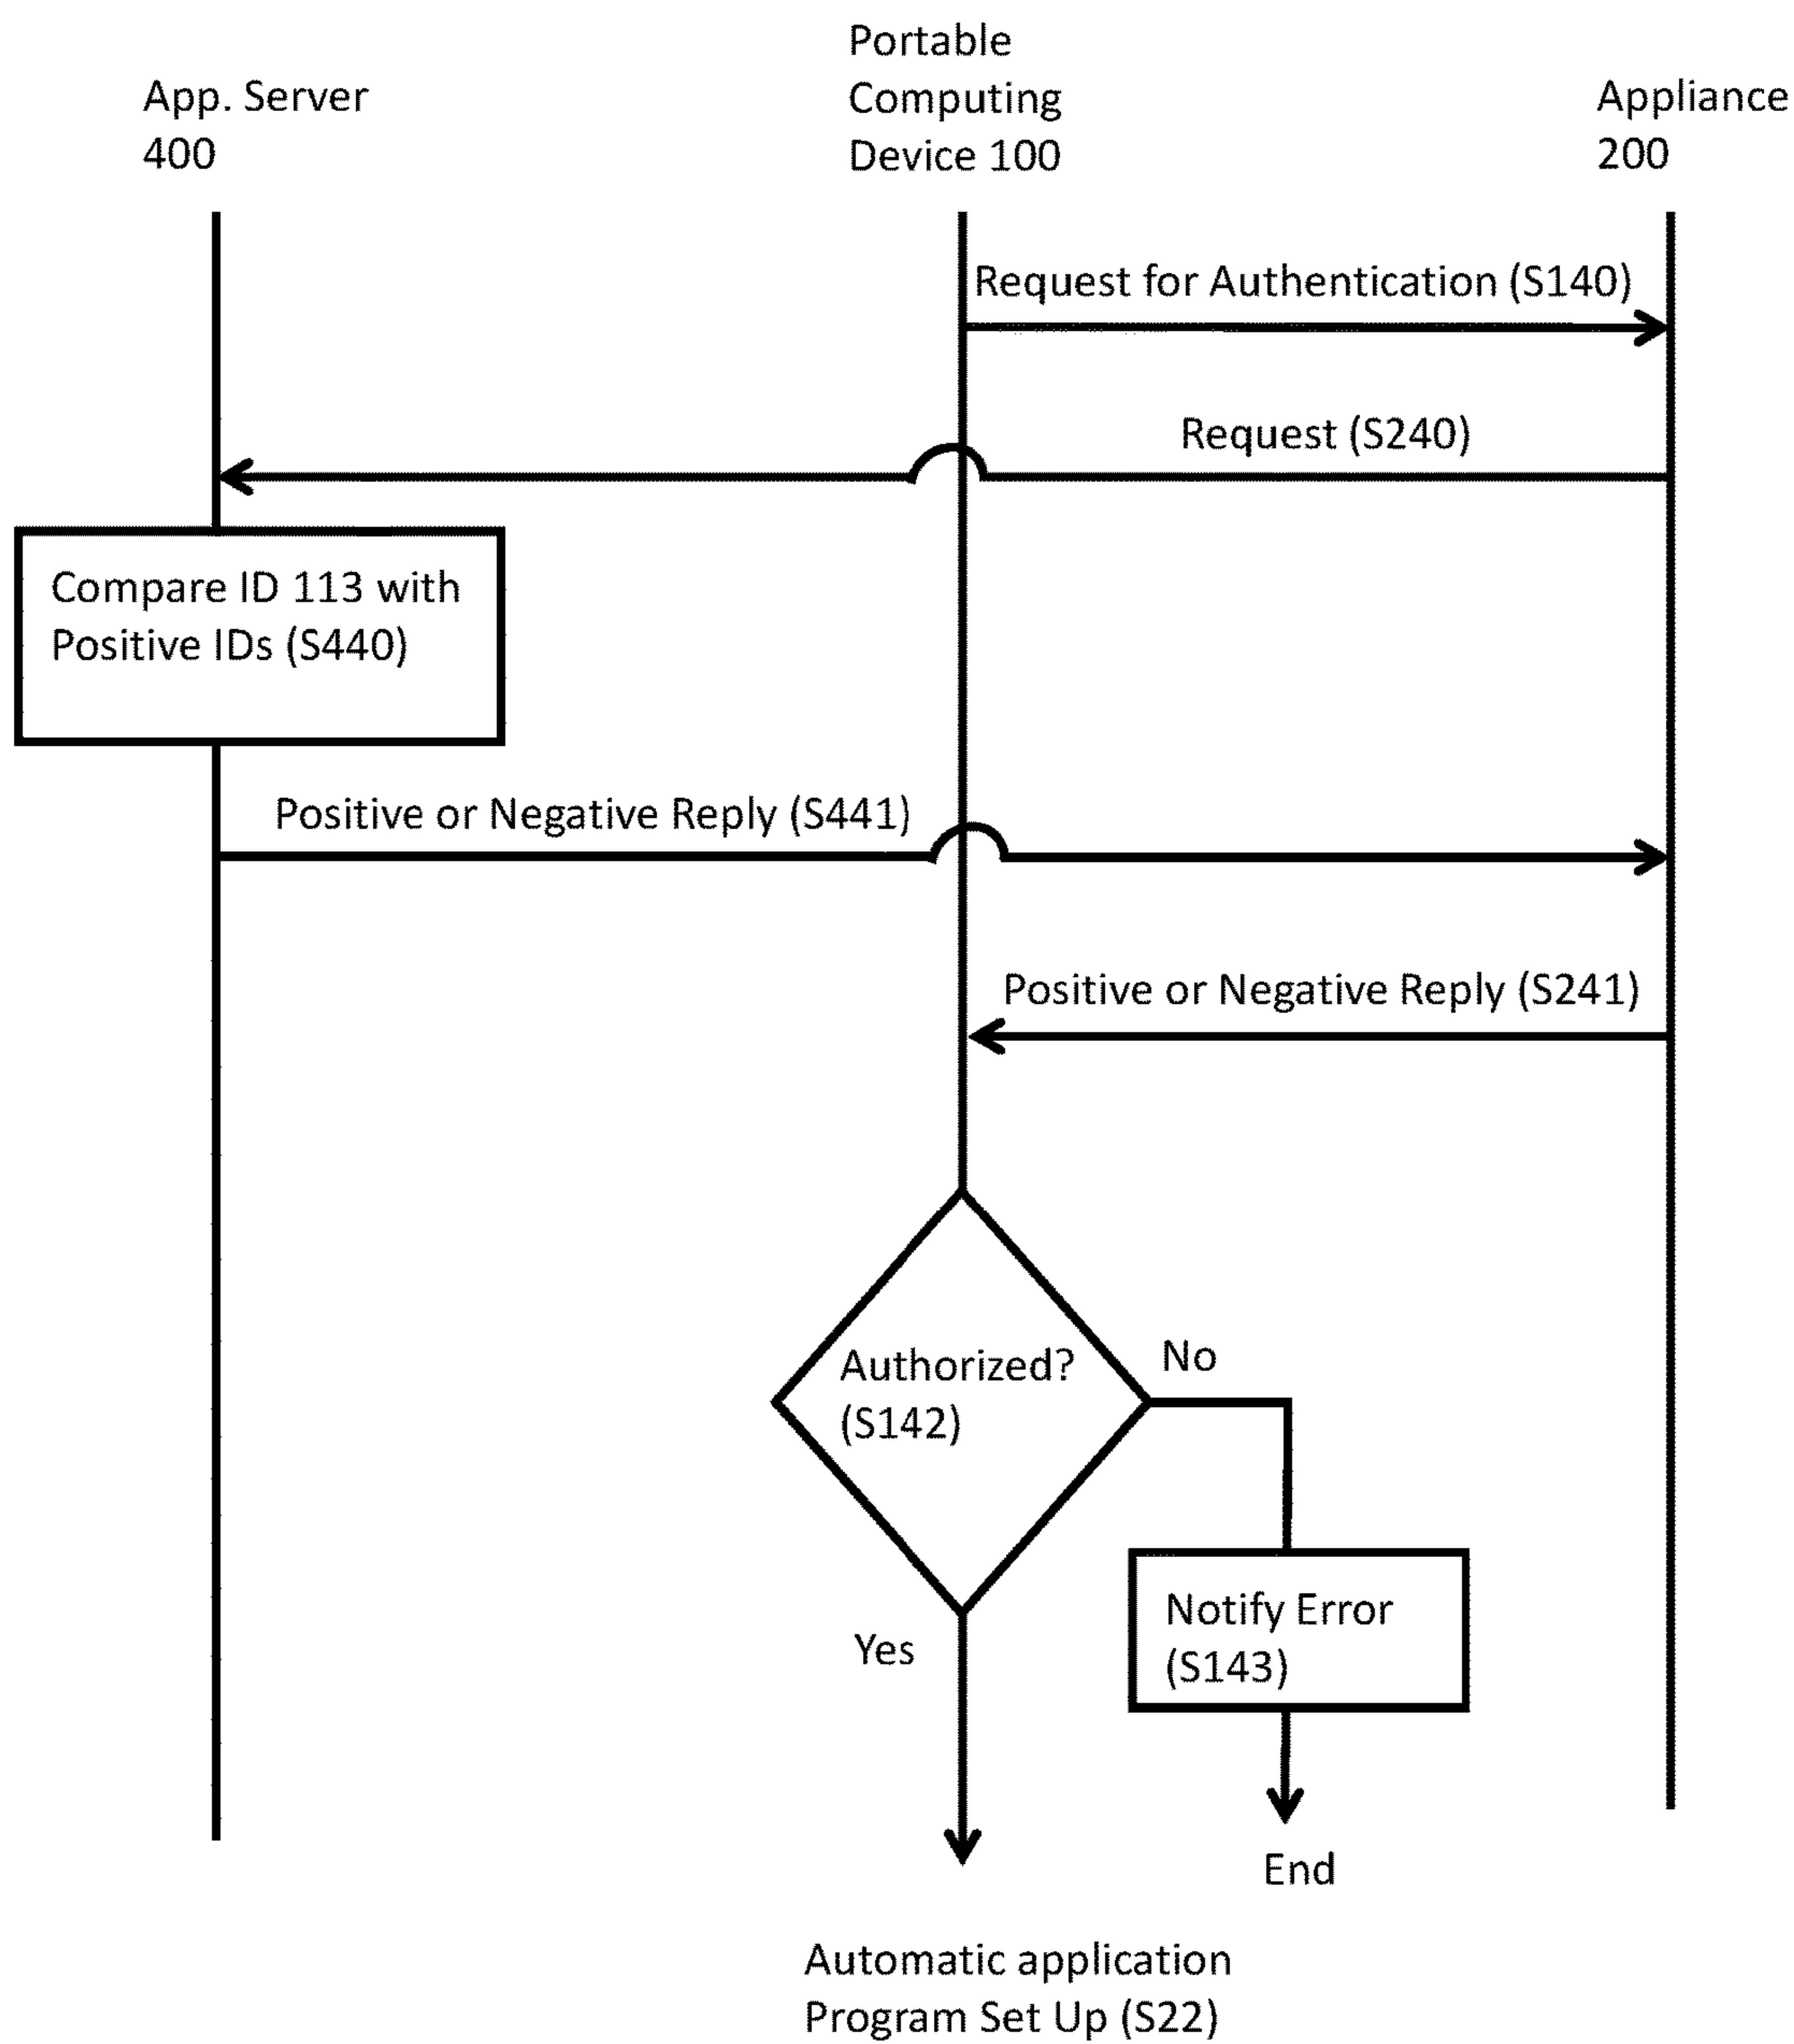 App. Server
400
Portable
Computing
Device 100
Appliance
200
Request for Authentication (S140)
Request (S240)
Compare ID 113 with
Positive IDs (S440)
Positive or Negative Reply (S441)
Positive or Negative Reply (S241)
Authorized?
(S142)
No
Notify Error
(S143)
Yes
End
Automatic application
Program Set Up (S22)